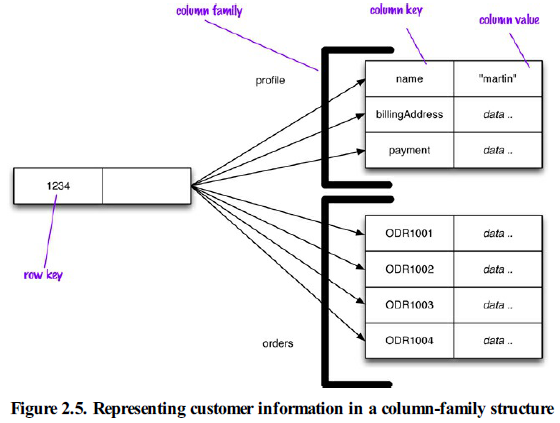 column family
column key
column value
profile
name
"martin"
billingAddress
data ..
payment
data ..
1234
row key
ODR1001
data ..
ODR1002
data ..
ODR1003
data ..
ODR1004
data ..
orders
Figure 2.5. Representing customer information in a column-family structure